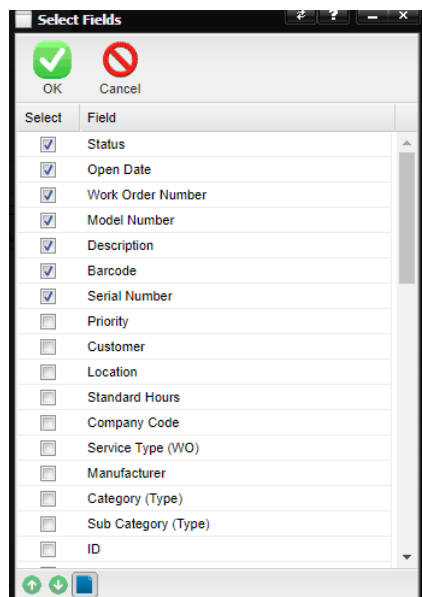 Select Fields
OK Cancel
Select Field
Status
Open Date
Work Order Number
Model Number
Description
Barcode
Serial Number
Priority
Customer
Location
Standard Hours
Company Code
Service Type (WO)
Manufacturer
Category (Type)
Sub Category (Type)
ID